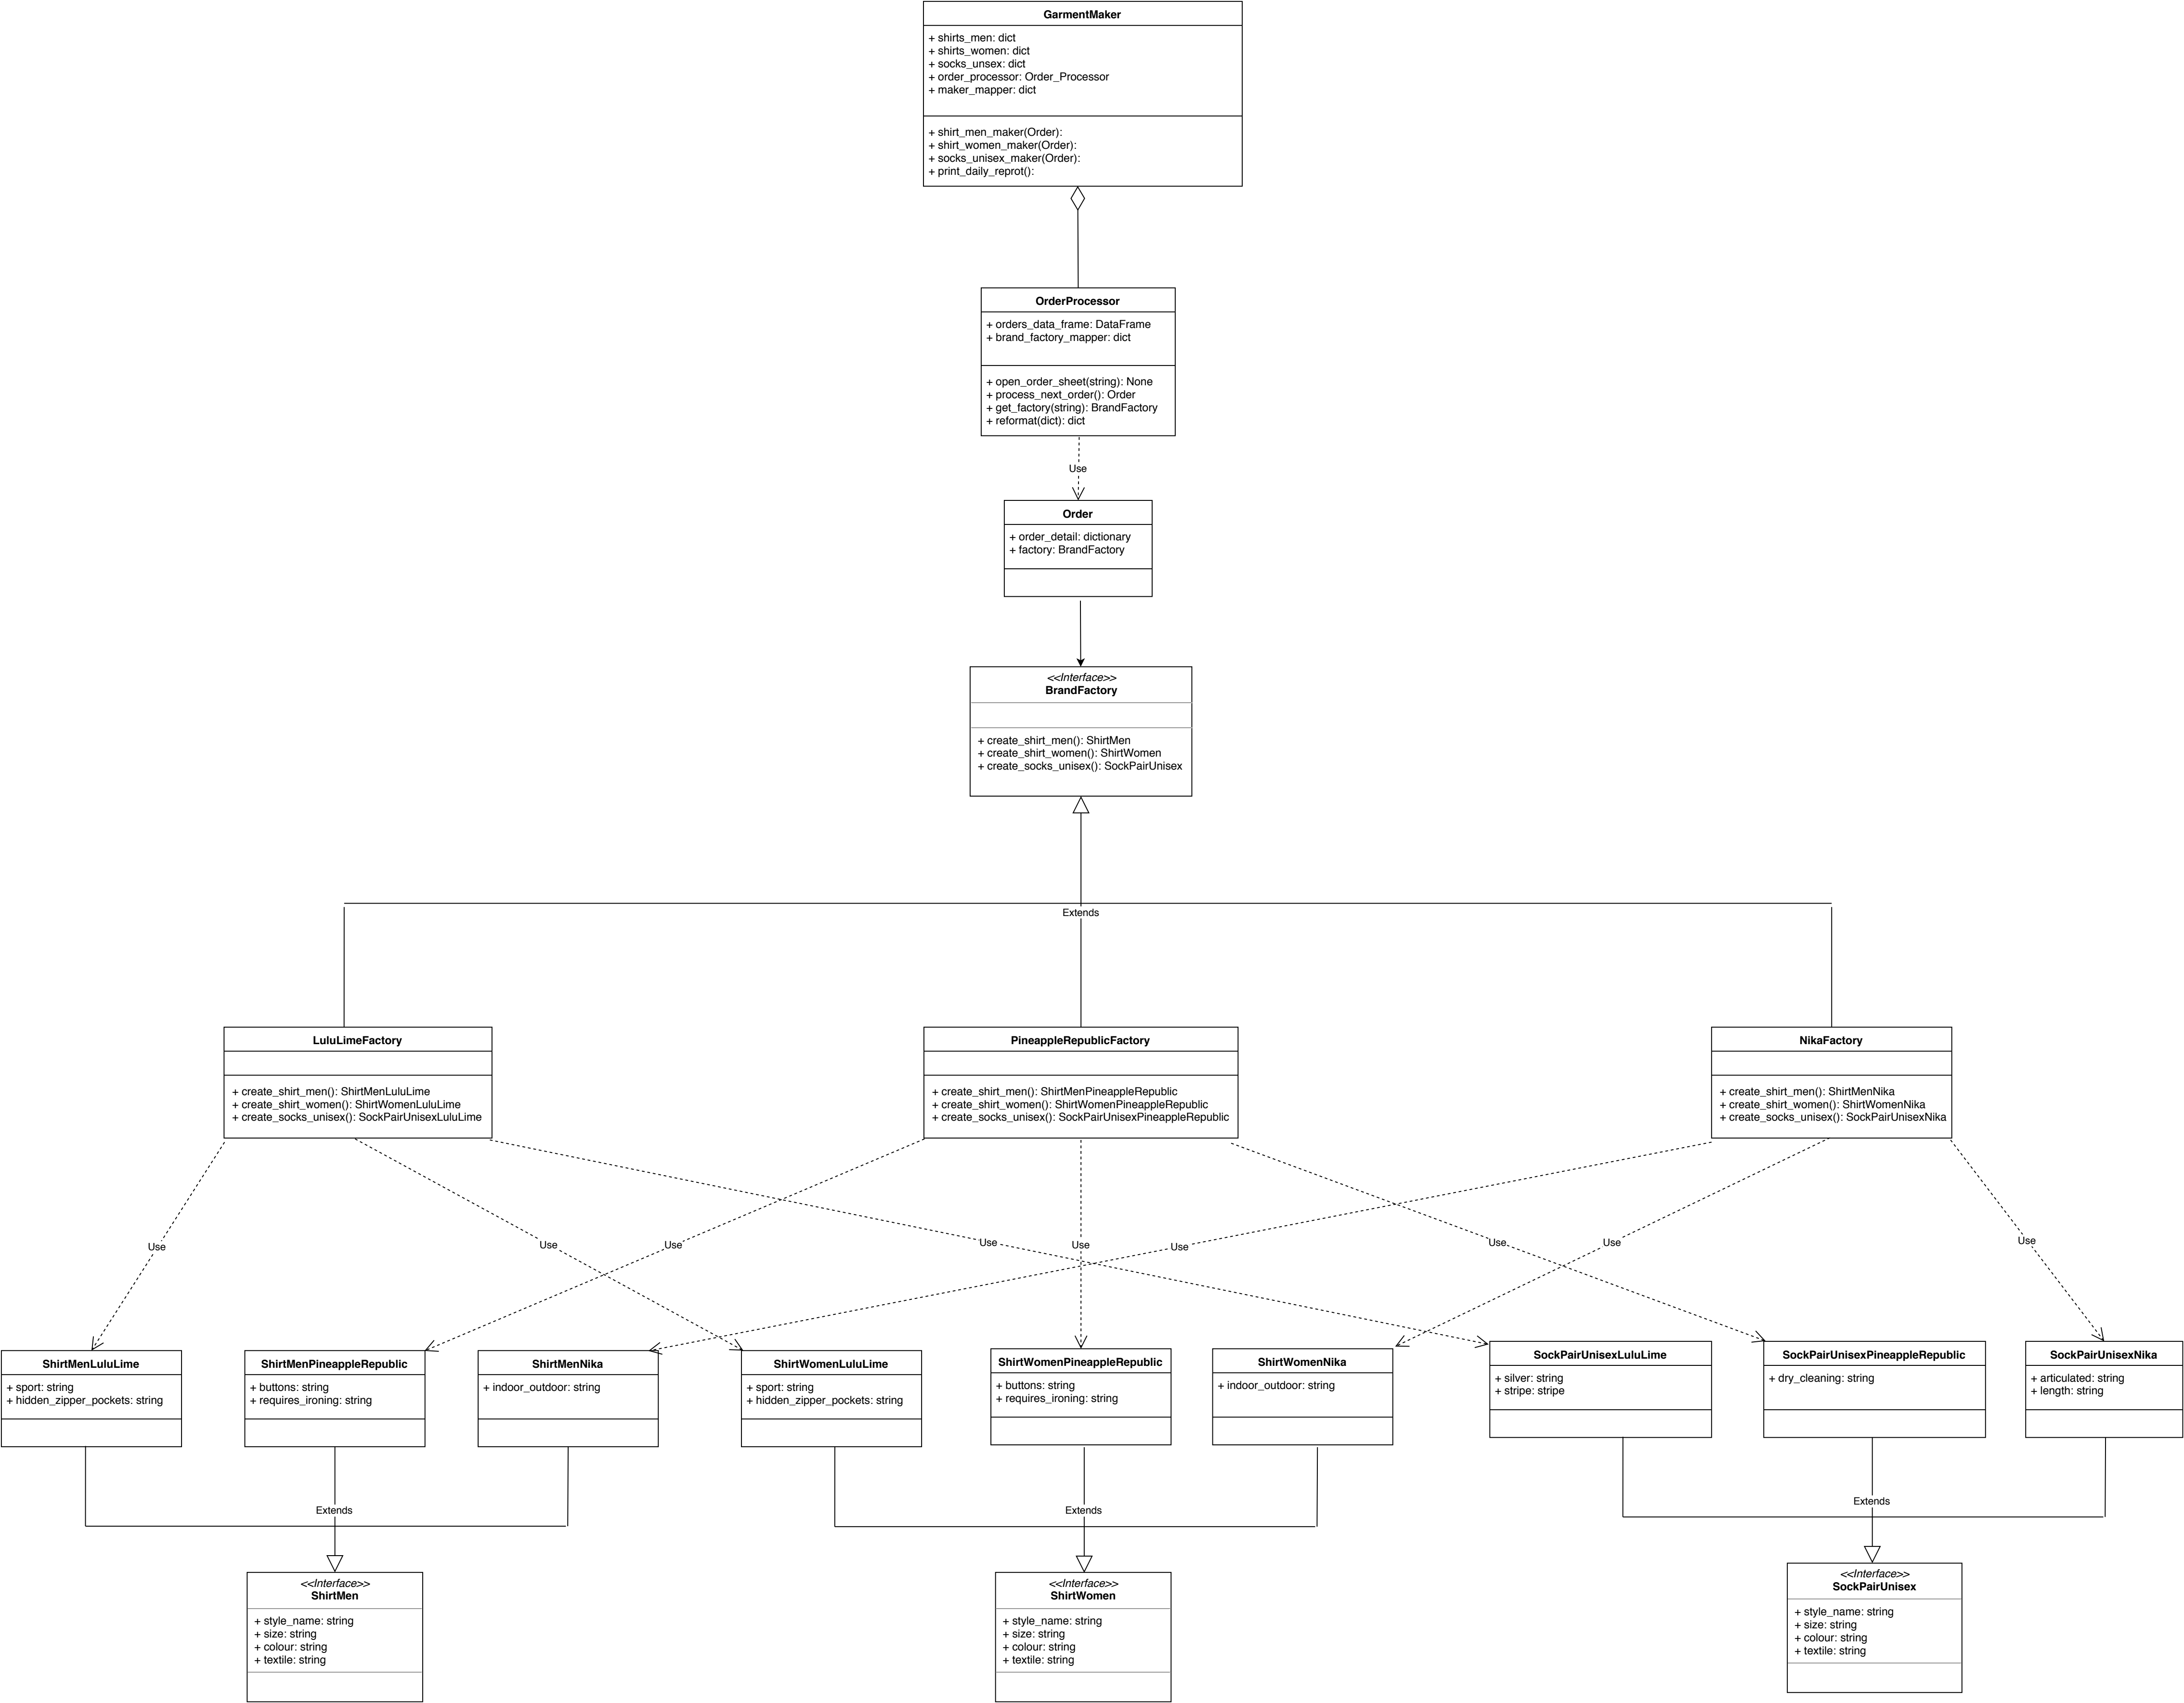 GarmentMaker
+ shirts_men: dict
+ shirts_women: dict
+ socks_unsex: dict
+ order_processor: Order_Processor
+ maker_mapper: dict
+ shirt_men_maker(Order):
+ shirt_women_maker(Order):
+ socks_unisex_maker(Order):
+ print_daily_reprot():
OrderProcessor
+ orders_data_frame: DataFrame
+ brand_factory_mapper: dict
+ open_order_sheet(string): None
+ process_next_order(): Order
+ get_factory(string): BrandFactory
+ reformat(dict): dict
Use
Order
+ order_detail: dictionary
+ factory: BrandFactory
<<Interface>>
BrandFactory
+ create_shirt_men(): ShirtMen
+ create_shirt_women(): ShirtWomen
+ create_socks_unisex(): SockPairUnisex
Extends
LuluLimeFactory
+ create_shirt_men(): ShirtMenLuluLime
+ create_shirt_women(): ShirtWomenLuluLime
+ create_socks_unisex(): SockPairUnisexLuluLime
PineappleRepublicFactory
+ create_shirt_men(): ShirtMenPineappleRepublic
+ create_shirt_women(): ShirtWomenPineappleRepublic
+ create_socks_unisex(): SockPairUnisexPineappleRepublic
NikaFactory
+ create_shirt_men(): ShirtMenNika
+ create_shirt_women(): ShirtWomenNika
+ create_socks_unisex(): SockPairUnisexNika
Use
Use
Use
Use
Use
Use
Use
Use
Use
ShirtMenLuluLime
+ sport: string
+ hidden_zipper_pockets: string
ShirtMenPineappleRepublic
+ buttons: string
+ requires_ironing: string
ShirtMenNika
+ indoor_outdoor: string
ShirtWomenLuluLime
+ sport: string
+ hidden_zipper_pockets: string
ShirtWomenPineappleRepublic
+ buttons: string
+ requires_ironing: string
ShirtWomenNika
+ indoor_outdoor: string
SockPairUnisexLuluLime
+ silver: string
+ stripe: stripe
SockPairUnisexPineappleRepublic
+ dry_cleaning: string
SockPairUnisexNika
+ articulated: string
+ length: string
Extends
Extends
Extends
<<Interface>>
ShirtMen
+ style_name: string
+ size: string
+ colour: string
+ textile: string
<<Interface>>
ShirtWomen
+ style_name: string
+ size: string
+ colour: string
+ textile: string
<<Interface>>
SockPairUnisex
+ style_name: string
+ size: string
+ colour: string
+ textile: string